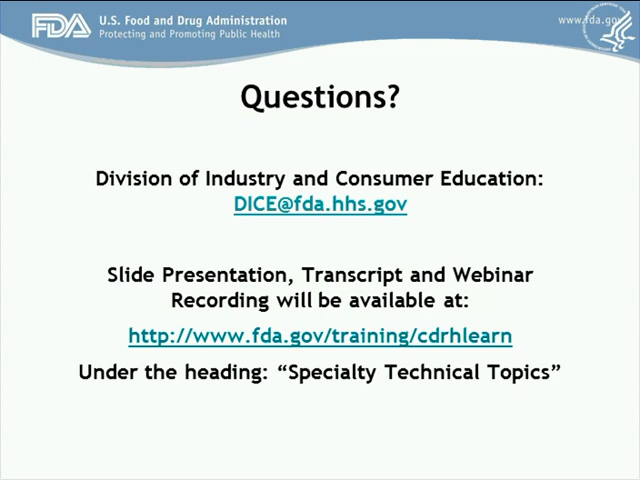 FDA U.S. Food and Drug Administration
Protecting and Promoting Public Health
www.fda.gov
Questions?
Division of Industry and Consumer Education:
DICE@fda.hhs.gov
Slide Presentation, Transcript and Webinar
Recording will be available at:
http://www.fda.gov/training/cdrhlearn
Under the heading: “Specialty Technical Topics”